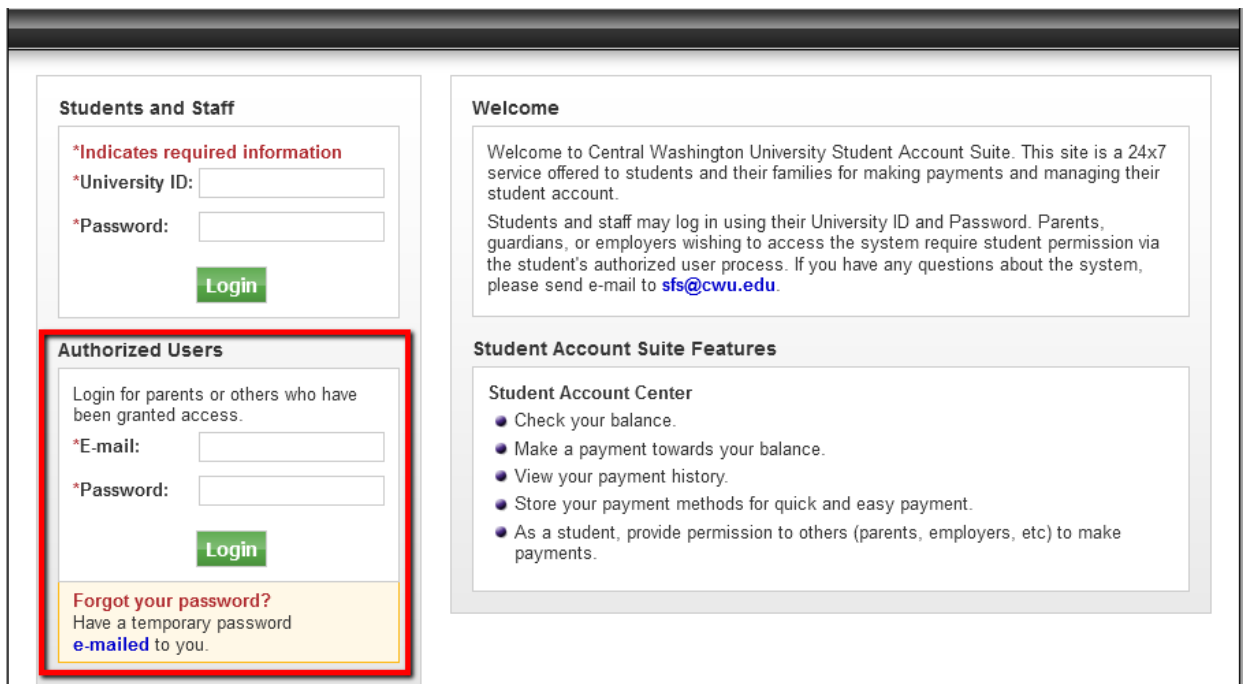 Students and Staff
*Indicates required information
*University ID:
*Password:
Login
Authorized Users
Login for parents or others who have
been granted access.
*E-mail:
*Password:
Login
Forgot your password?
Have a temporary password
e-mailed to you.
Welcome
Welcome to Central Washington University Student Account Suite. This site is a 24x7
service offered to students and their families for making payments and managing their
student account.
Students and staff may log in using their University ID and Password. Parents,
guardians, or employers wishing to access the system require student permission via
the student's authorized user process. If you have any questions about the system,
please send e-mail to sfs@cwu.edu.
Student Account Suite Features
Student Account Center
Check your balance.
Make a payment towards your balance.
View your payment history.
Store your payment methods for quick and easy payment.
As a student, provide permission to others (parents, employers, etc) to make
payments.